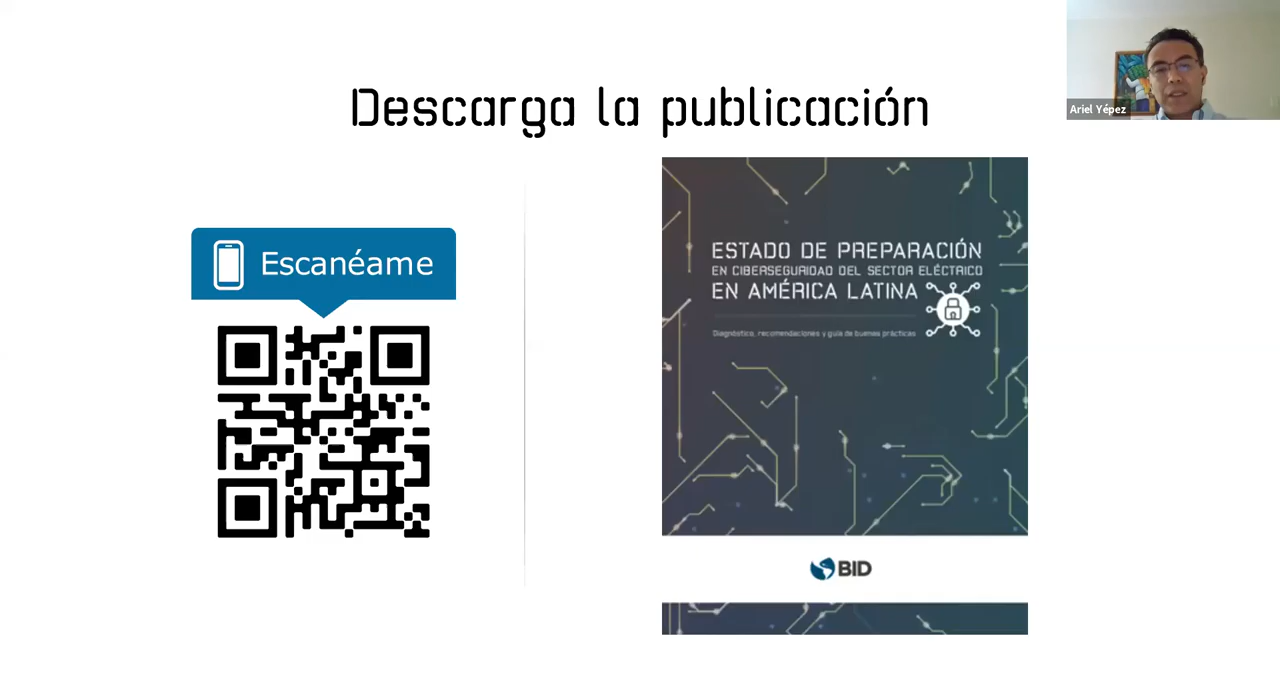 Descarga la publicación
Ariel Yépez
Escanéame
ESTADO DE PREPARACIÓN
EN CIBERSEGURIDAD DEL SECTOR ELÉCTRICO
EN AMÉRICA LATINA
Diagnóstico, recomendaciones y guía de buenas prácticas
BID